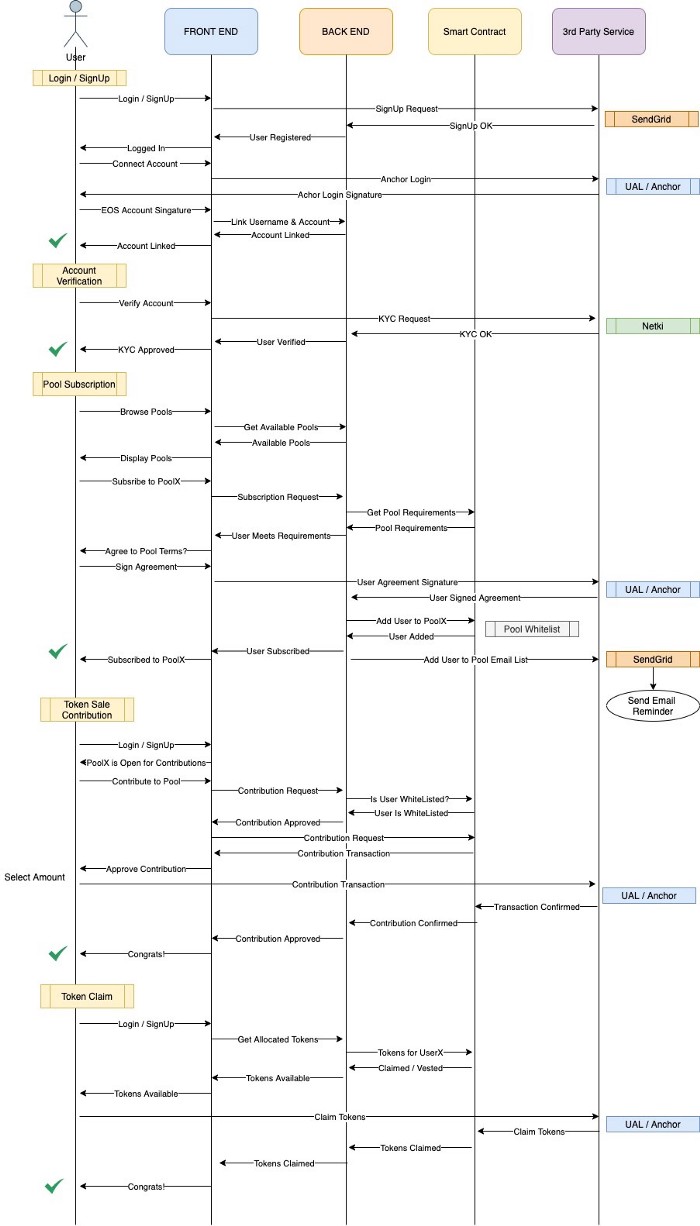 FRONT END
BACK END
Smart Contract
3rd Party Service
User
Login / SignUp
Login / SignUp
SignUp Request
SendGrid
SignUp OK
User Registered
Logged In
Connect Account
Anchor Login
UAL / Anchor
Achor Login Signature
EOS Account Singature
Link Username & Account
Account Linked
Account Linked
Account
Verification
Verify Account
KYC Request
Netki
KYC OK
User Verified
KYC Approved
Pool Subscription
Browse Pools
Get Available Pools
Available Pools
Display Pools
Subsribe to PoolX
Subscription Request
Get Pool Requirements
Pool Requirements
User Meets Requirements
Agree to Pool Terms?
Sign Agreement
User Agreement Signature
UAL / Anchor
User Signed Agreement
Add User to PoolX
Pool Whitelist
User Added
User Subscribed
Subscribed to PoolX
Add User to Pool Email List
SendGrid
Send Email
Reminder
Token Sale
Contribution
Login / SignUp
PoolX is Open for Contributions
Contribute to Pool
Contribution Request
Is User WhiteListed?
User Is WhiteListed
Contribution Approved
Contribution Request
Contribution Transaction
Approve Contribution
Select Amount
Contribution Transaction
UAL / Anchor
Transaction Confirmed
Contribution Confirmed
Contribution Approved
Congrats!
Token Claim
Login / SignUp
Get Allocated Tokens
Tokens for UserX
Claimed / Vested
Tokens Available
Tokens Available
Claim Tokens
UAL / Anchor
Claim Tokens
Tokens Claimed
Tokens Claimed
Congrats!